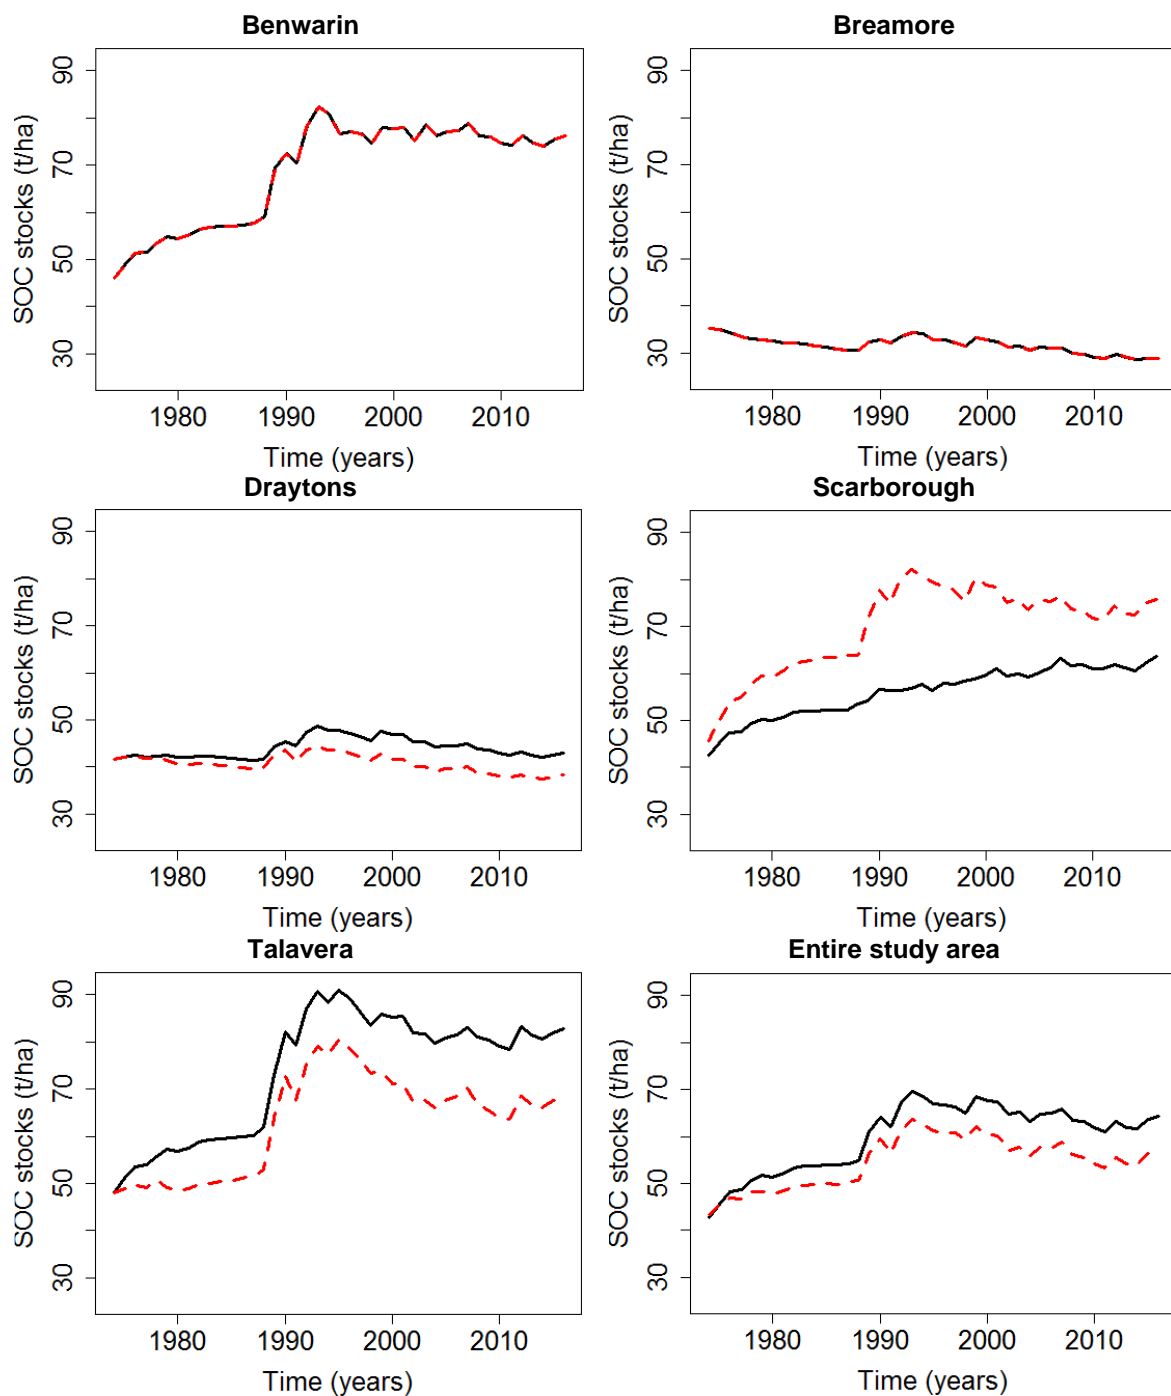 Benwarin
SOC stocks (t/ha)
90
70
50
30
1980 1990 2000 2010
Time (years)
Breamore
SOC stocks (t/ha)
90
70
50
30
1980 1990 2000 2010
Time (years)
Draytons
SOC stocks (t/ha)
90
70
50
30
1980 1990 2000 2010
Time (years)
Scarborough
SOC stocks (t/ha)
90
70
50
30
1980 1990 2000 2010
Time (years)
Talavera
SOC stocks (t/ha)
90
70
50
30
1980 1990 2000 2010
Time (years)
Entire study area
SOC stocks (t/ha)
90
70
50
30
1980 1990 2000 2010
Time (years)